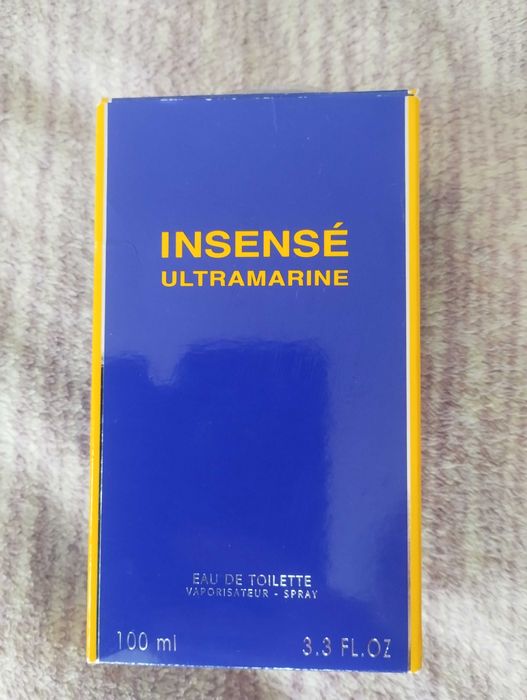 INSENSÉ
ULTRAMARINE
EAU DE TOILETTE
VAPORISATEUR - SPRAY
100 ml 3.3 FL.OZ